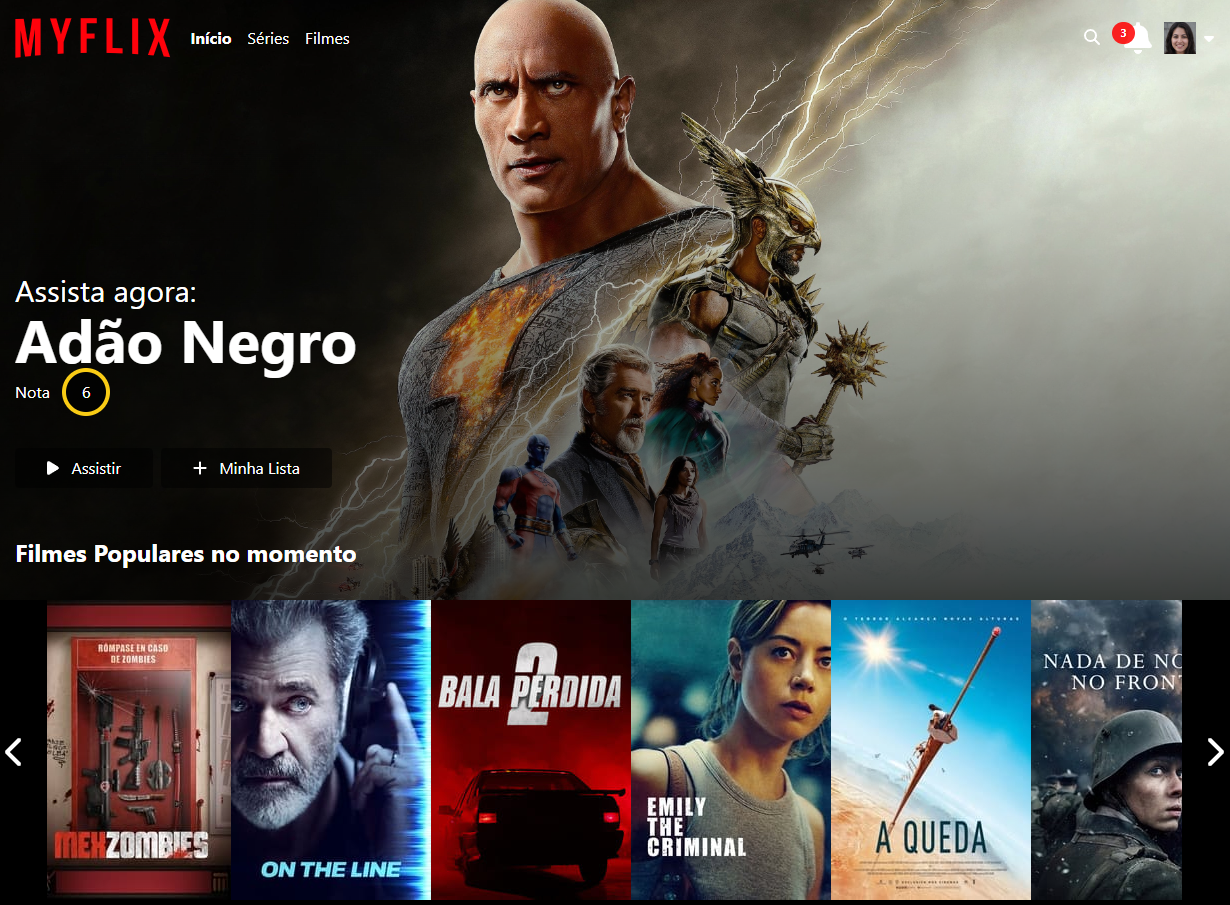 MYFLIX
Início Séries Filmes
3
Assista agora:
Adão Negro
Nota 6
Assistir
Minha Lista
Filmes Populares no momento
RÓMPASE EN CASO
DE ZOMBIES
MEXZOMBIES
ON THE LINE
BALA PERDIDA
2
EMILY
THE
CRIMINAL
O TERROR ALCANÇA NOVAS ALTURAS
A QUEDA
NADA DE NO
NO FRONT